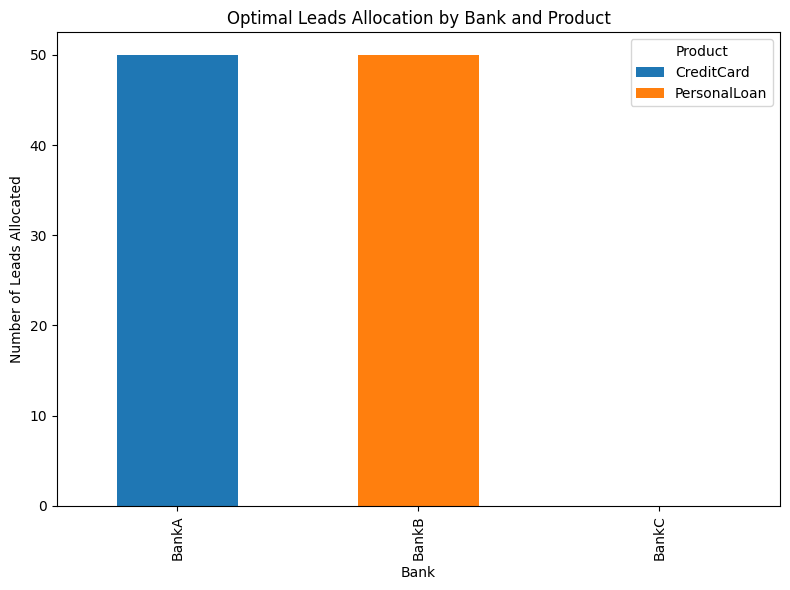 Optimal Leads Allocation by Bank and Product
Product
CreditCard
PersonalLoan
50
40
30
20
10
0
Number of Leads Allocated
BankA
BankB
BankC
Bank